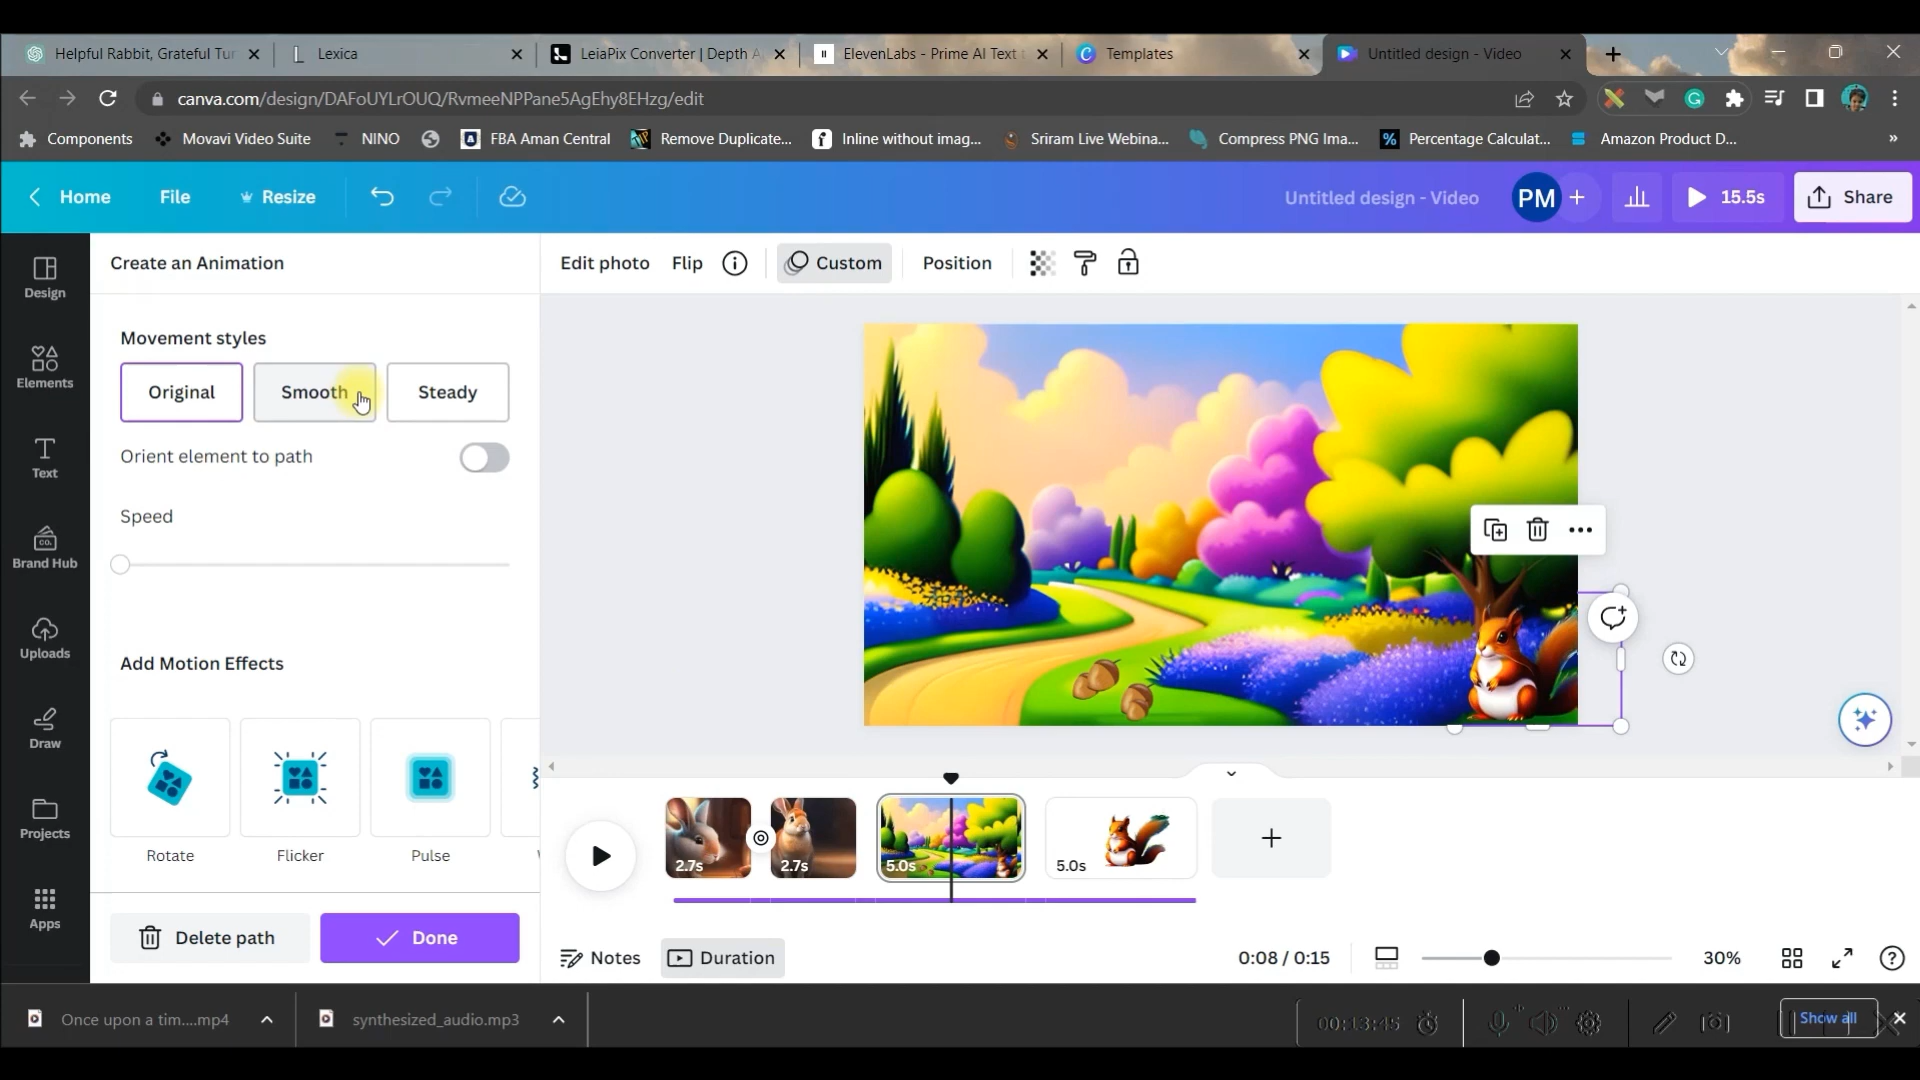 Helpful Rabbit, Grateful Tur
Lexica
LeiaPix Converter | Depth A
ElevenLabs - Prime AI Text t
Templates
Untitled design - Video
canva.com/design/DAFoUYLrOUQ/RvmeeNPPane5AgEhy8EHzg/edit
Components
Movavi Video Suite
NINO
FBA Aman Central
Remove Duplicate...
Inline without imag...
Sriram Live Webina...
Compress PNG Ima...
Percentage Calculat...
Amazon Product D...
»
Home
File
Resize
Untitled design - Video
PM
+
15.5s
Share
Design
Elements
Text
Brand Hub
Uploads
Draw
Projects
Apps
Create an Animation
Movement styles
Original
Smooth
Steady
Orient element to path
Speed
Add Motion Effects
Rotate
Flicker
Pulse
Delete path
Done
Edit photo
Flip
Custom
Position
2.7s
2.7s
5.0s
5.0s
Notes
Duration
0:08 / 0:15
30%
Once upon a tim....mp4
synthesized_audio.mp3
00:13:45
Show all